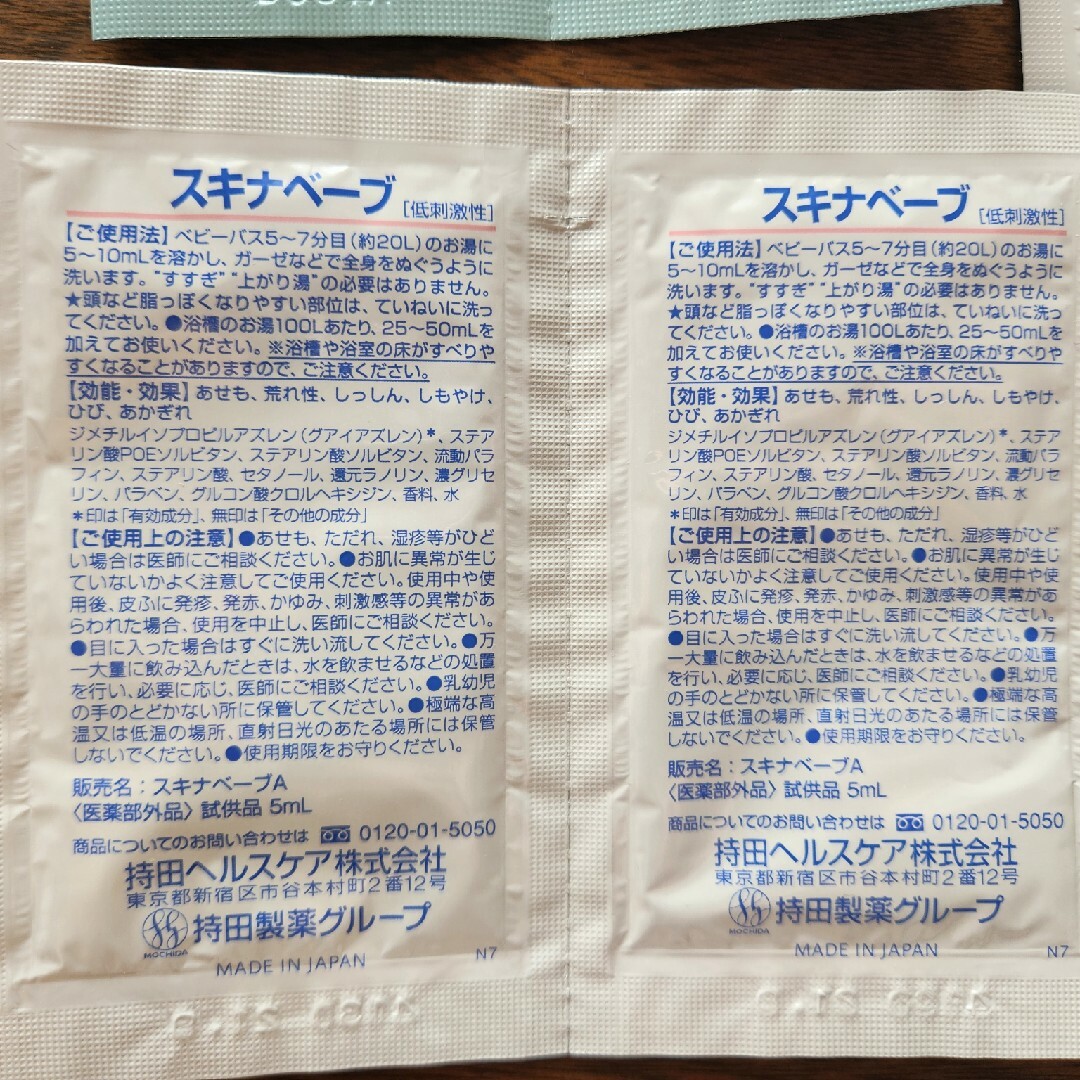 スキナベーブ [低刺激性]
【ご使用法】ベビーバス5〜7分目(約20L)のお湯に
5〜10mLを溶かし、ガーゼなどで全身をぬぐうように
洗います。“すすぎ”“上がり湯”の必要はありません。
★頭など脂っぽくなりやすい部位は、ていねいに洗っ
てください。●浴槽のお湯100Lあたり、25〜50mLを
加えてお使いください。※浴槽や浴室の床がすべりや
すくなることがありますので、ご注意ください。
【効能・効果】あせも、荒れ性、しっしん、しもやけ、
ひび、あかぎれ
ジメチルイソプロピルアズレン(グアイアズレン)*、ステア
リン酸POEソルビタン、ステアリン酸ソルビタン、流動パラ
フィン、ステアリン酸、セタノール、還元ラノリン、濃グリセ
リン、パラベン、グルコン酸クロルヘキシジン、香料、水
*印は「有効成分」、無印は「その他の成分」
【ご使用上の注意】●あせも、ただれ、湿疹等がひど
い場合は医師にご相談ください。●お肌に異常が生じ
ていないかよく注意してご使用ください。使用中や使
用後、皮ふに発疹、発赤、かゆみ、刺激感等の異常があ
らわれた場合、使用を中止し、医師にご相談ください。
●目に入った場合はすぐに洗い流してください。●万
一大量に飲み込んだときは、水を飲ませるなどの処置
を行い、必要に応じ、医師にご相談ください。●乳幼児
の手のとどかない所に保管してください。●極端な高
温又は低温の場所、直射日光のあたる場所には保管
しないでください。●使用期限をお守りください。
販売名：スキナベーブA
〈医薬部外品〉試供品 5mL
商品についてのお問い合わせは 0120-01-5050
持田ヘルスケア株式会社
東京都新宿区市谷本村町2番12号
MOCHIDA 持田製薬グループ
MADE IN JAPAN N7
スキナベーブ [低刺激性]
【ご使用法】ベビーバス5〜7分目(約20L)のお湯に
5〜10mLを溶かし、ガーゼなどで全身をぬぐうように
洗います。“すすぎ”“上がり湯”の必要はありません。
★頭など脂っぽくなりやすい部位は、ていねいに洗っ
てください。●浴槽のお湯100Lあたり、25〜50mLを
加えてお使いください。※浴槽や浴室の床がすべりや
すくなることがありますので、ご注意ください。
【効能・効果】あせも、荒れ性、しっしん、しもやけ、
ひび、あかぎれ
ジメチルイソプロピルアズレン(グアイアズレン)*、ステア
リン酸POEソルビタン、ステアリン酸ソルビタン、流動パラ
フィン、ステアリン酸、セタノール、還元ラノリン、濃グリセ
リン、パラベン、グルコン酸クロルヘキシジン、香料、水
*印は「有効成分」、無印は「その他の成分」
【ご使用上の注意】●あせも、ただれ、湿疹等がひど
い場合は医師にご相談ください。●お肌に異常が生じ
ていないかよく注意してご使用ください。使用中や使
用後、皮ふに発疹、発赤、かゆみ、刺激感等の異常があ
らわれた場合、使用を中止し、医師にご相談ください。
●目に入った場合はすぐに洗い流してください。●万
一大量に飲み込んだときは、水を飲ませるなどの処置
を行い、必要に応じ、医師にご相談ください。●乳幼児
の手のとどかない所に保管してください。●極端な高
温又は低温の場所、直射日光のあたる場所には保管
しないでください。●使用期限をお守りください。
販売名：スキナベーブA
〈医薬部外品〉試供品 5mL
商品についてのお問い合わせは 0120-01-5050
持田ヘルスケア株式会社
東京都新宿区市谷本村町2番12号
MOCHIDA 持田製薬グループ
MADE IN JAPAN N7